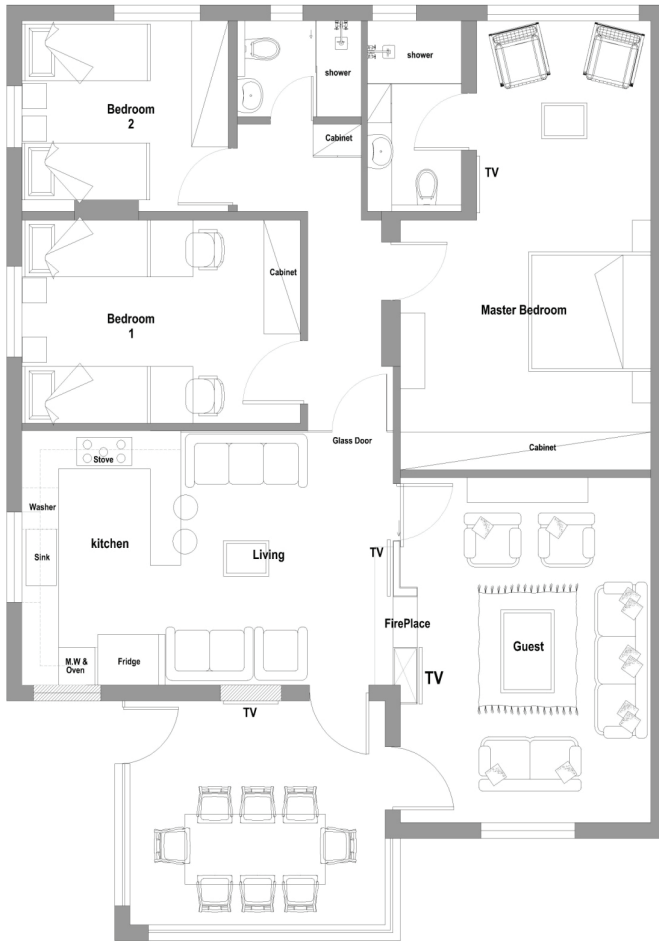 shower
shower
Bedroom
2
Cabinet
TV
Cabinet
Bedroom
1
Master Bedroom
Glass Door
Cabinet
Stove
Washer
kitchen
Sink
Living
TV
FirePlace
Guest
M.W &
Oven
Fridge
TV
TV